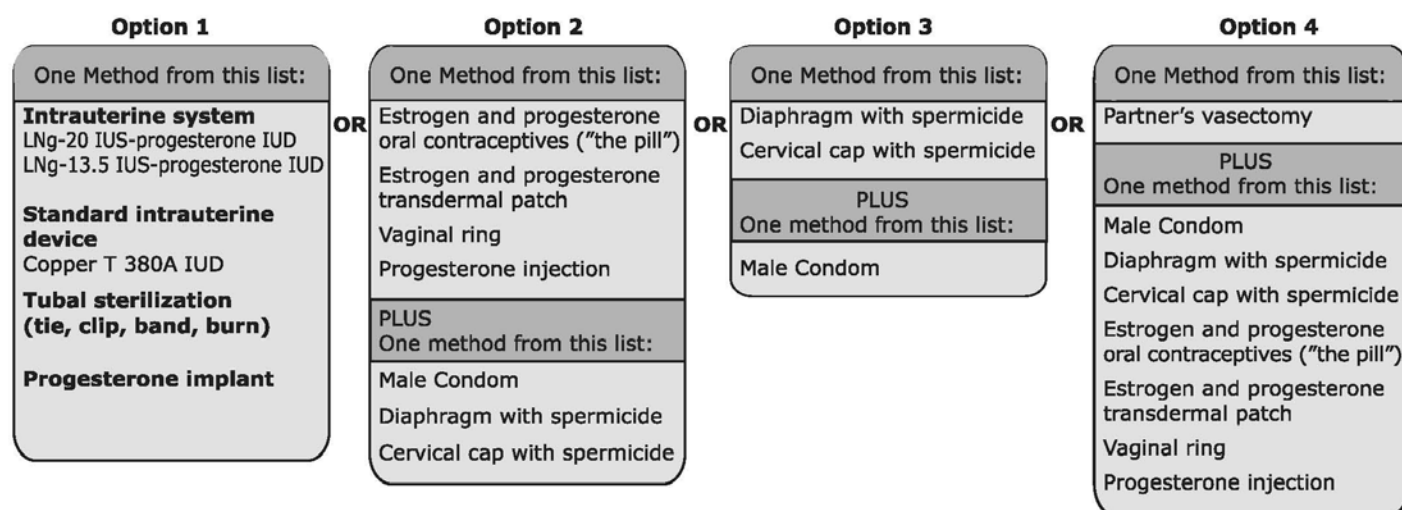 Option 1
One Method from this list:
Intrauterine system
LNg-20 IUS-progesterone IUD
LNg-13.5 IUS-progesterone IUD
Standard intrauterine
device
Copper T 380A IUD
Tubal sterilization
(tie, clip, band, burn)
Progesterone implant
OR
Option 2
One Method from this list:
Estrogen and progesterone
oral contraceptives ("the pill")
Estrogen and progesterone
transdermal patch
Vaginal ring
Progesterone injection
PLUS
One method from this list:
Male Condom
Diaphragm with spermicide
Cervical cap with spermicide
OR
Option 3
One Method from this list:
Diaphragm with spermicide
Cervical cap with spermicide
PLUS
One method from this list:
Male Condom
OR
Option 4
One Method from this list:
Partner's vasectomy
PLUS
One method from this list:
Male Condom
Diaphragm with spermicide
Cervical cap with spermicide
Estrogen and progesterone
oral contraceptives ("the pill")
Estrogen and progesterone
transdermal patch
Vaginal ring
Progesterone injection